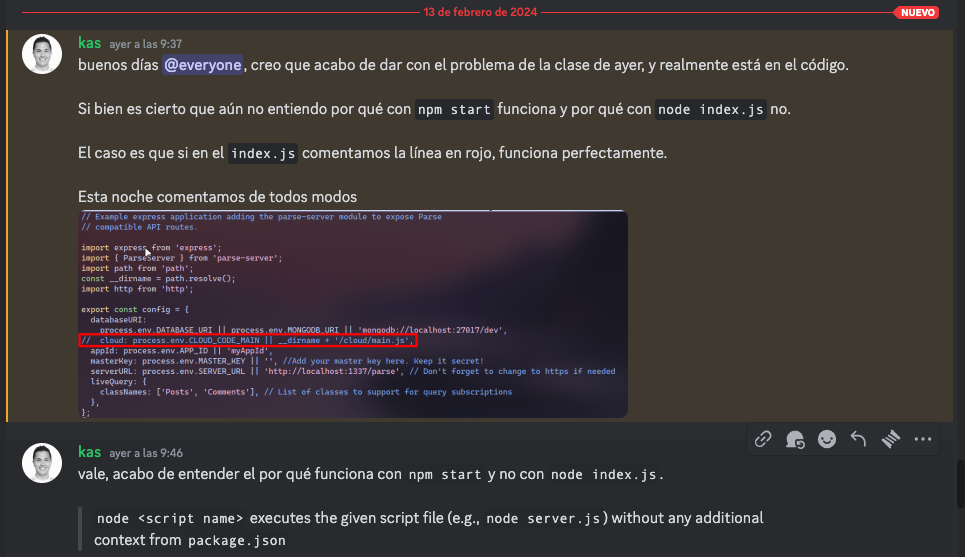 13 de febrero de 2024
NUEVO
kas ayer a las 9:37
buenos días @everyone, creo que acabo de dar con el problema de la clase de ayer, y realmente está en el código.
Si bien es cierto que aún no entiendo por qué con npm start funciona y por qué con node index.js no.
El caso es que si en el index.js comentamos la línea en rojo, funciona perfectamente.
Esta noche comentamos de todos modos
// Example express application adding the parse-server module to expose Parse
// compatible API routes.
import express from 'express';
import { ParseServer } from 'parse-server';
import path from 'path';
const __dirname = path.resolve();
import http from 'http';
export const config = {
databaseURI:
process.env.DATABASE_URI || process.env.MONGODB_URI || 'mongodb://localhost:27017/dev',
// cloud: process.env.CLOUD_CODE_MAIN || __dirname + '/cloud/main.js',
appId: process.env.APP_ID || 'myAppId',
masterKey: process.env.MASTER_KEY || '', //Add your master key here. Keep it secret!
serverURL: process.env.SERVER_URL || 'http://localhost:1337/parse', // Don't forget to change to https if needed
liveQuery: {
classNames: ['Posts', 'Comments'], // List of classes to support for query subscriptions
},
};
kas ayer a las 9:46
vale, acabo de entender el por qué funciona con npm start y no con node index.js.
node <script name> executes the given script file (e.g., node server.js) without any additional
context from package.json